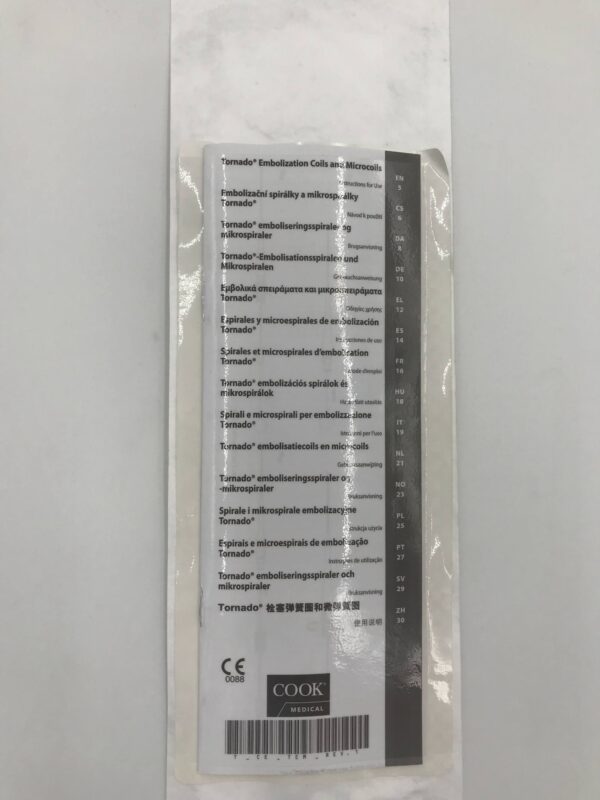 Tornado® Embolization Coils and Microcoils
Instructions for Use
EN
5
Embolizační spirálky a mikrospirálky
Tornado®
Návod k použití
CS
6
Tornado® emboliseringsspiraler og
mikrospiraler
Brugsanvisning
DA
8
Tornado®-Embolisationsspiralen und
Mikrospiralen
Gebrauchsanweisung
DE
10
Εμβολικά σπειράματα και μικροσπειράματα
Tornado®
Οδηγίες χρήσης
EL
12
Espirales y microespirales de embolización
Tornado®
Instrucciones de uso
ES
14
Spirales et microspirales d'embolisation
Tornado®
Mode d'emploi
FR
16
Tornado® embolizációs spirálok és
mikrospirálok
Használati utasítás
HU
18
Spirali e microspirali per embolizzazione
Tornado®
Istruzioni per l'uso
IT
19
Tornado® embolisatiecoils en microcoils
Gebruiksaanwijzing
NL
21
Tornado® emboliseringsspiraler og
-mikrospiraler
Bruksanvisning
NO
23
Spirale i mikrospirale embolizacyjne
Tornado®
Instrukcja użycia
PL
25
Espirais e microespirais de embolização
Tornado®
Instruções de utilização
PT
27
Tornado® emboliseringsspiraler och
mikrospiraler
Bruksanvisning
SV
29
Tornado® 栓塞弹簧圈和微弹簧圈
使用说明
ZH
30
CE
0088
COOK®
MEDICAL